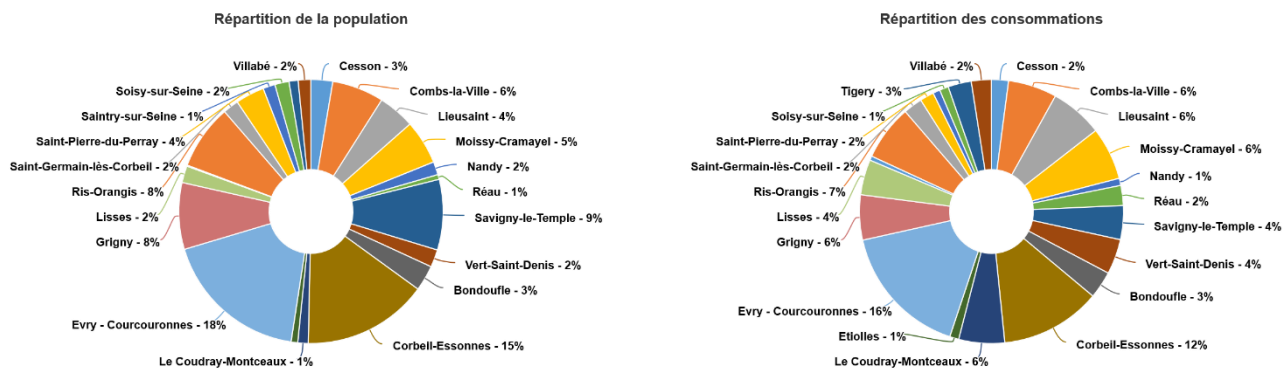 Répartition de la population
Villabé - 2%
Cesson - 3%
Combs-la-Ville - 6%
Lieusaint - 4%
Moissy-Cramayel - 5%
Nandy - 2%
Réau - 1%
Savigny-le-Temple - 9%
Vert-Saint-Denis - 2%
Bondoufle - 3%
Corbeil-Essonnes - 15%
Le Coudray-Montceaux - 1%
Evry - Courcouronnes - 18%
Grigny - 8%
Lisses - 2%
Ris-Orangis - 8%
Saint-Germain-lès-Corbeil - 2%
Saint-Pierre-du-Perray - 4%
Saintry-sur-Seine - 1%
Soisy-sur-Seine - 2%
Répartition des consommations
Villabé - 2%
Cesson - 2%
Combs-la-Ville - 6%
Lieusaint - 6%
Moissy-Cramayel - 6%
Nandy - 1%
Réau - 2%
Savigny-le-Temple - 4%
Vert-Saint-Denis - 4%
Bondoufle - 3%
Corbeil-Essonnes - 12%
Le Coudray-Montceaux - 6%
Etiolles - 1%
Evry - Courcouronnes - 16%
Grigny - 6%
Lisses - 4%
Ris-Orangis - 7%
Saint-Germain-lès-Corbeil - 2%
Saint-Pierre-du-Perray - 2%
Soisy-sur-Seine - 1%
Tigery - 3%